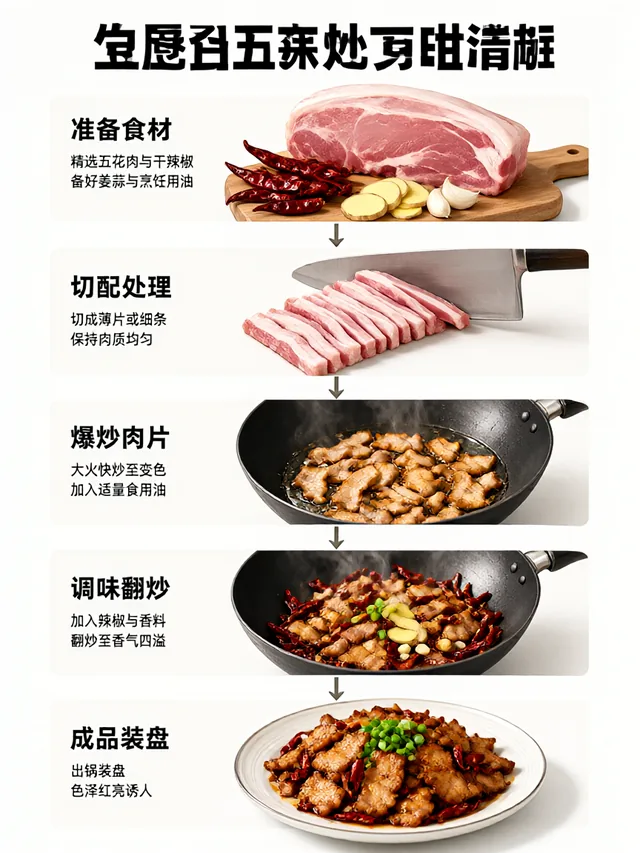 准备食材
精选五花肉与干辣椒
备好姜蒜与烹饪用油
切配处理
切成薄片或细条
保持肉质均匀
爆炒肉片
大火快炒至变色
加入适量食用油
调味翻炒
加入辣椒与香料
翻炒至香气四溢
成品装盘
出锅装盘
色泽红亮诱人